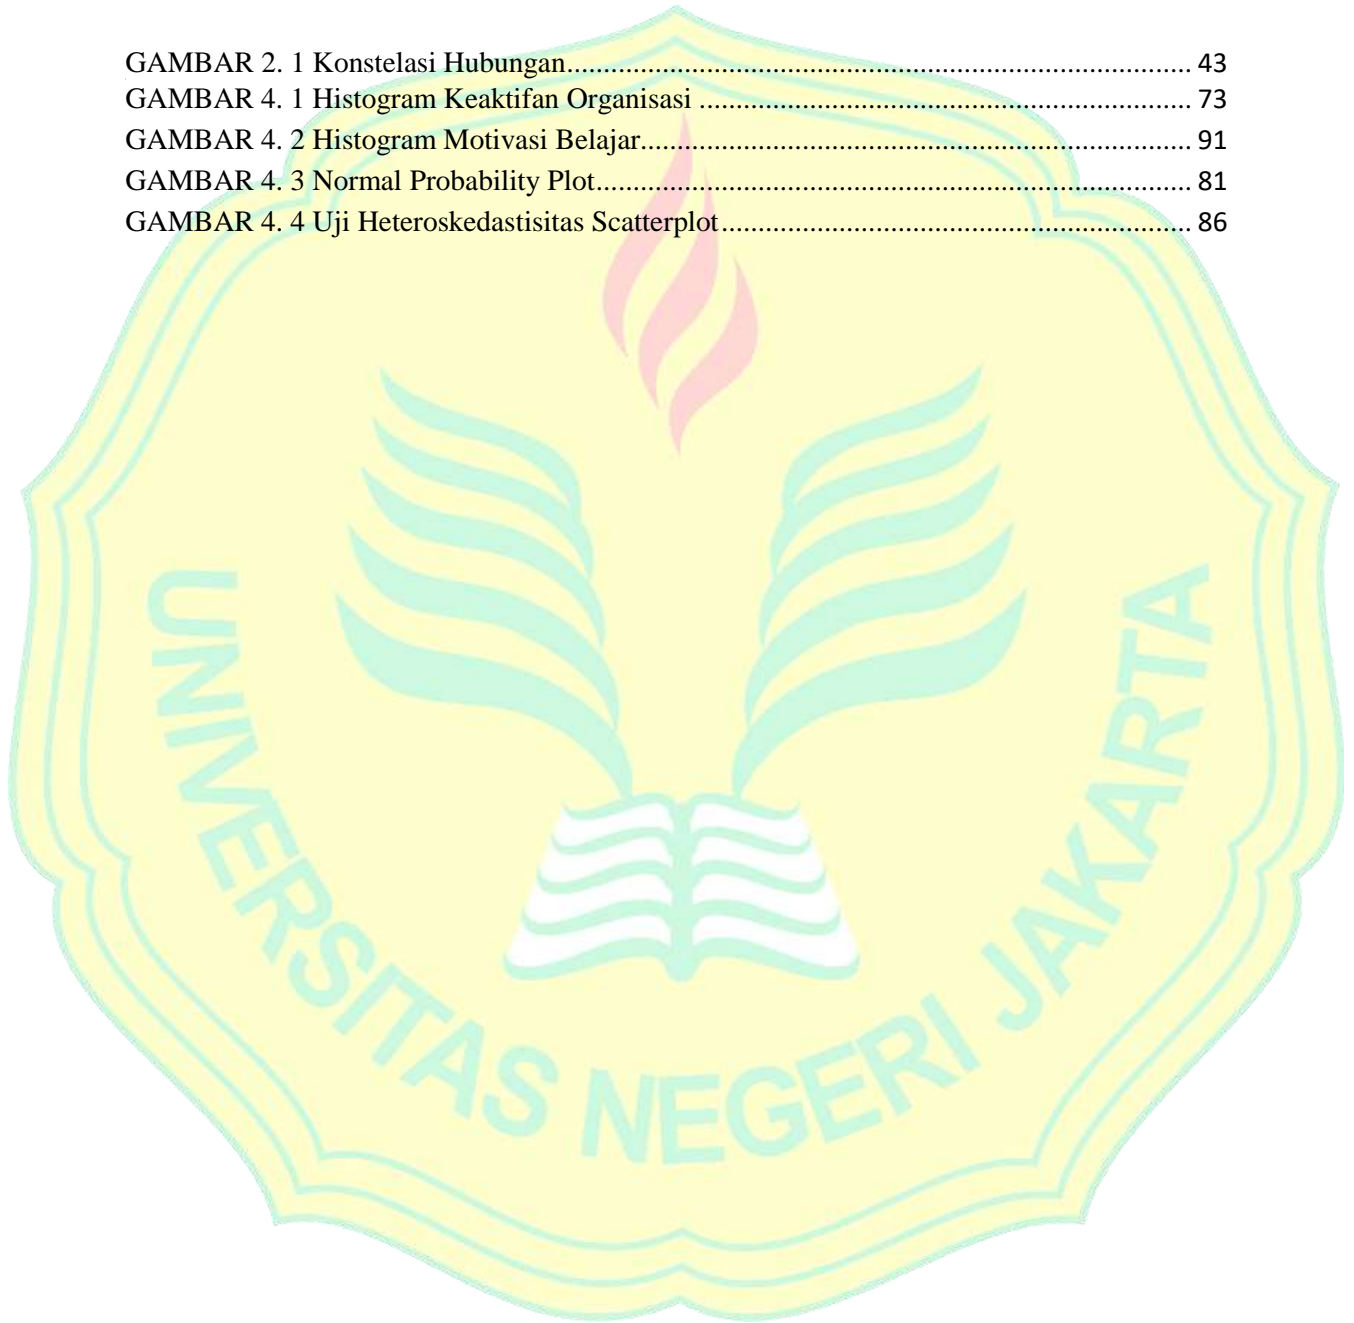 GAMBAR 2. 1 Konstelasi Hubungan........................................................................................ 43
GAMBAR 4. 1 Histogram Keaktifan Organisasi ..................................................................... 73
GAMBAR 4. 2 Histogram Motivasi Belajar............................................................................. 91
GAMBAR 4. 3 Normal Probability Plot................................................................................... 81
GAMBAR 4. 4 Uji Heteroskedastisitas Scatterplot.................................................................. 86
UNIVERSITAS NEGERI JAKARTA